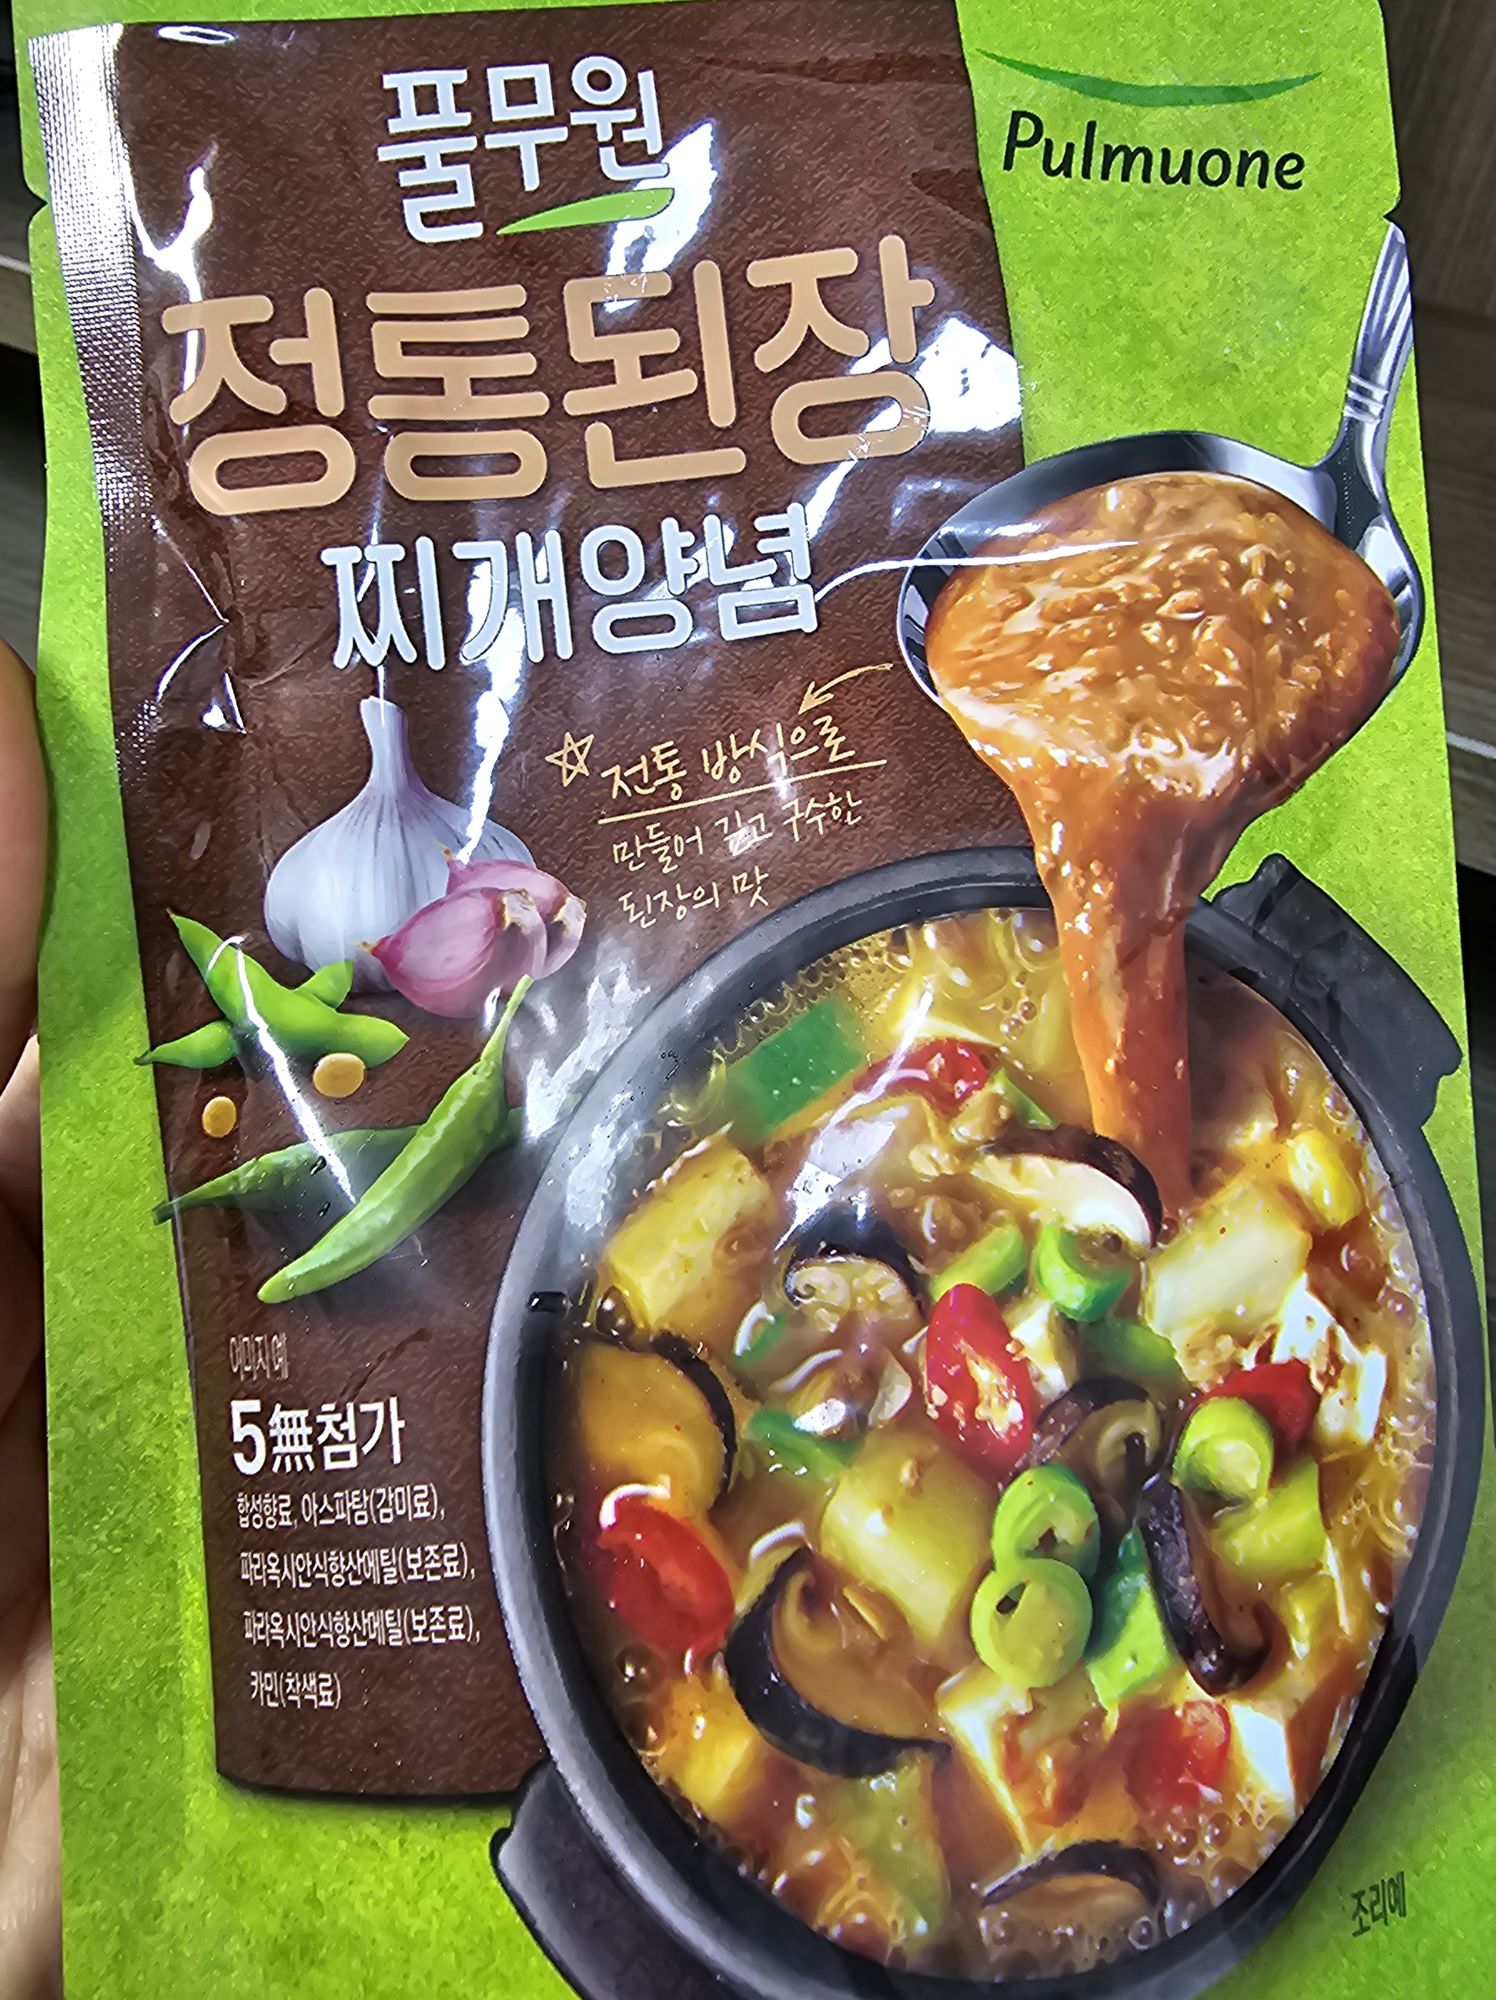 풀무원
Pulmuone
정통된장
찌개양념
전통 방식으로
만들어 깊고 구수한
된장의 맛
이미지 예
5無첨가
합성향료, 아스파탐(감미료),
파라옥시안식향산에틸(보존료),
파라옥시안식향산메틸(보존료),
카민(착색료)
조리예